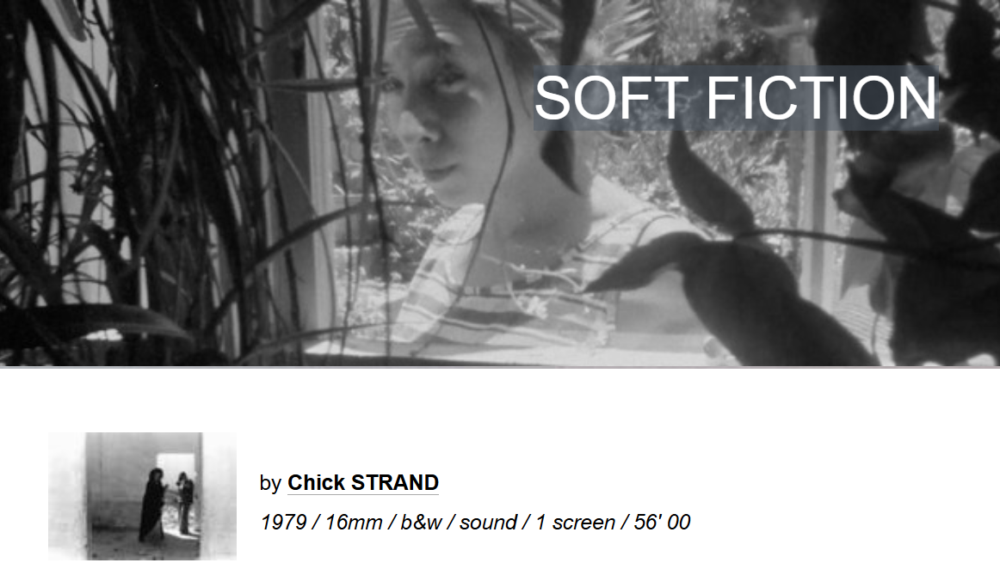 SOFT FICTION
by Chick STRAND
1979 / 16mm / b&w / sound / 1 screen / 56' 00